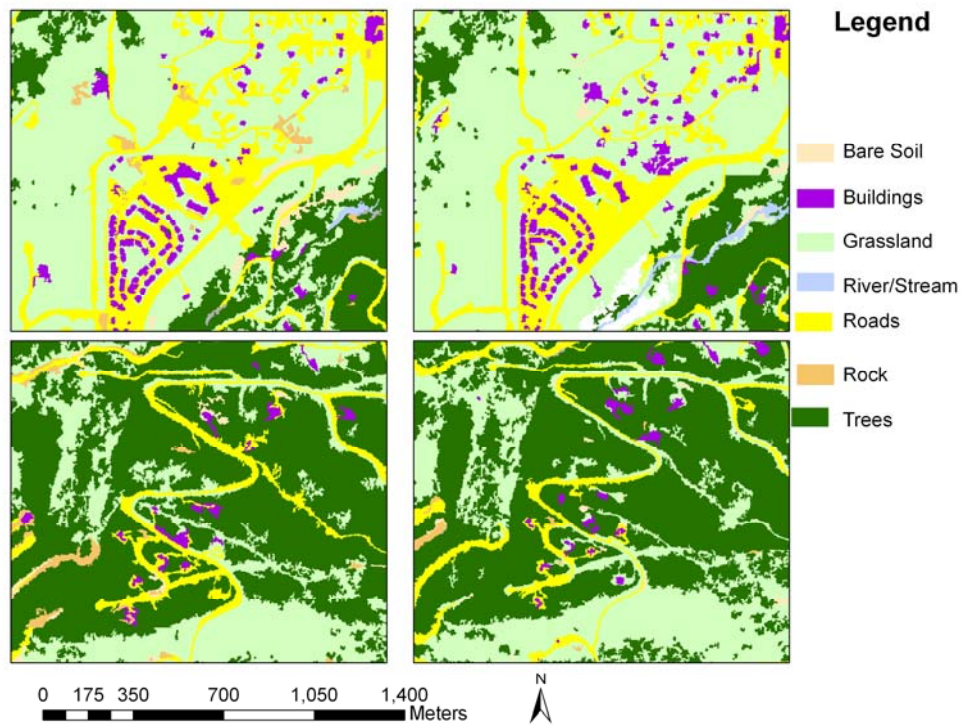 Legend
Bare Soil
Buildings
Grassland
River/Stream
Roads
Rock
Trees
0 175 350 700 1,050 1,400
Meters
N